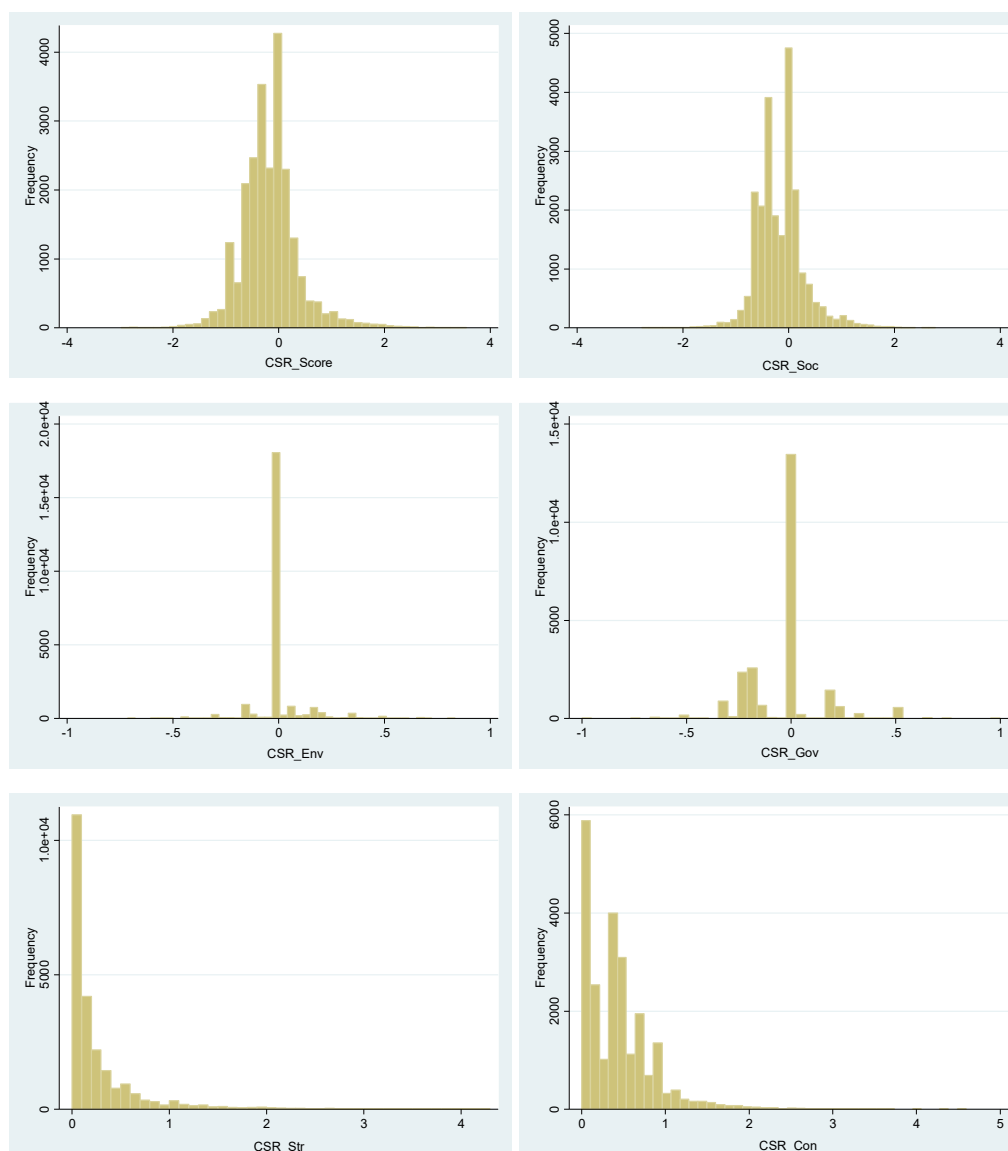 Frequency
0 1000 2000 3000 4000
-4 -2 0 2 4
CSR_Score
Frequency
0 1000 2000 3000 4000 5000
-4 -2 0 2 4
CSR_Soc
Frequency
0 5000 1.0e+04 1.5e+04 2.0e+04
-1 -.5 0 .5 1
CSR_Env
Frequency
0 5000 1.0e+04 1.5e+04
-1 -.5 0 .5 1
CSR_Gov
Frequency
0 5000 1.0e+04
0 1 2 3 4
CSR_Str
Frequency
0 2000 4000 6000
0 1 2 3 4 5
CSR_Con